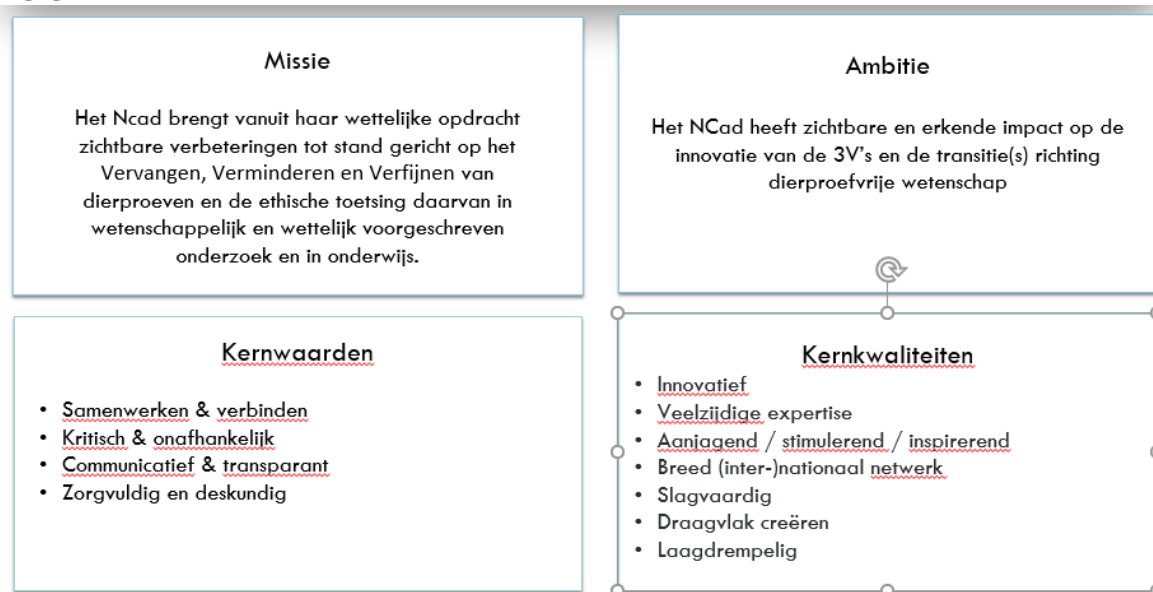 Missie
Het Ncad brengt vanuit haar wettelijke opdracht
zichtbare verbeteringen tot stand gericht op het
Vervangen, Verminderen en Verfijnen van
dierproeven en de ethische toetsing daarvan in
wetenschappelijk en wettelijk voorgeschreven
onderzoek en in onderwijs.
Ambitie
Het NCad heeft zichtbare en erkende impact op de
innovatie van de 3V's en de transitie(s) richting
dierproefvrije wetenschap
Kernwaarden
• Samenwerken & verbinden
• Kritisch & onafhankelijk
• Communicatief & transparant
• Zorgvuldig en deskundig
Kernkwaliteiten
• Innovatief
• Veelzijdige expertise
• Aanjagend / stimulerend / inspirerend
• Breed (inter-)nationaal netwerk
• Slagvaardig
• Draagvlak creëren
• Laagdrempelig